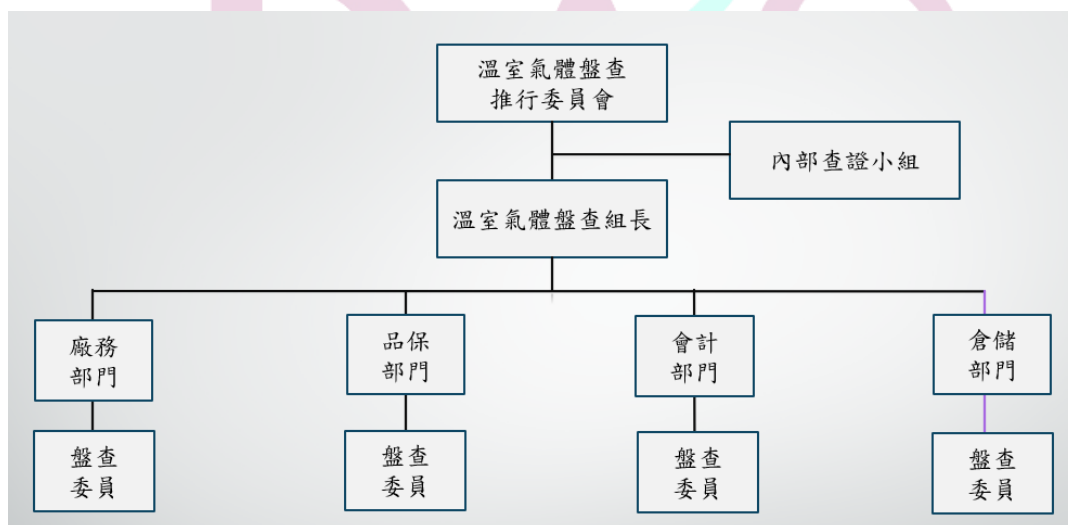 溫室氣體盤查
推行委員會
內部查證小組
溫室氣體盤查組長
廠務
部門
品保
部門
會計
部門
倉儲
部門
盤查
委員
盤查
委員
盤查
委員
盤查
委員